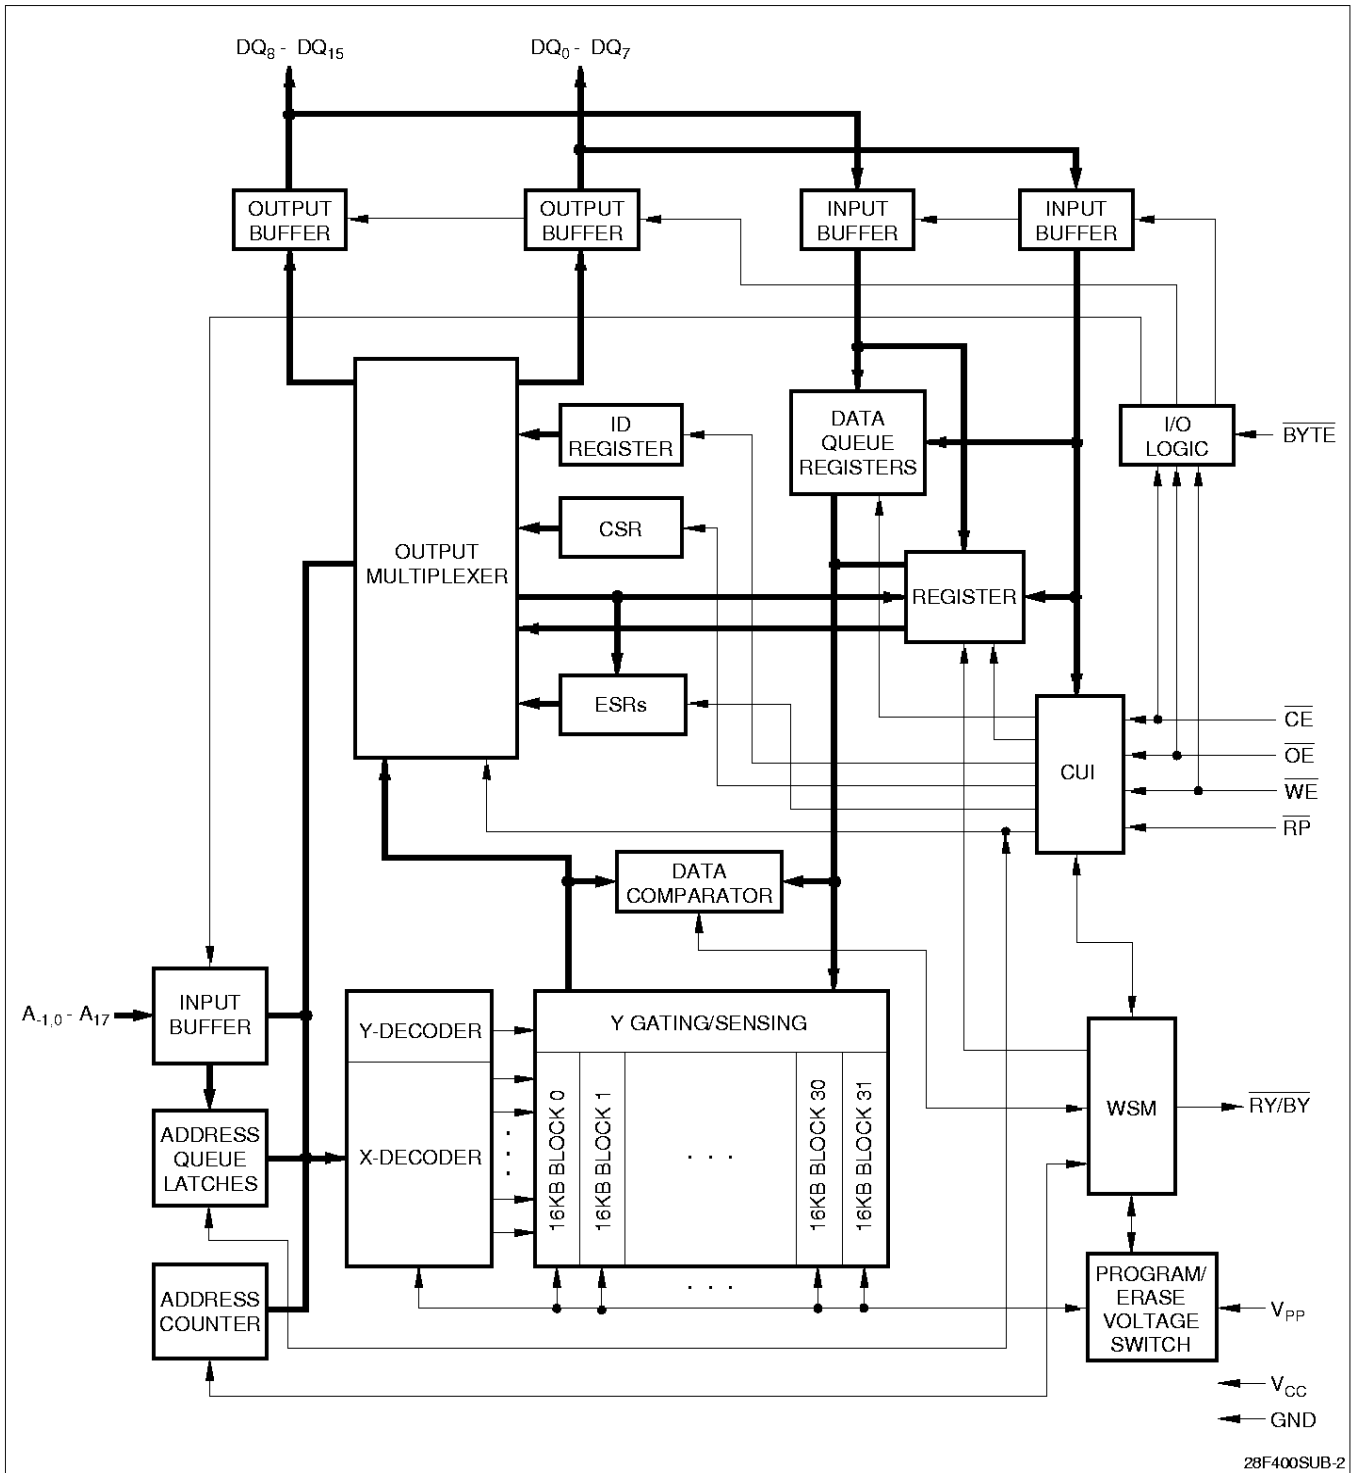 DQ8 - DQ15
DQ0 - DQ7
OUTPUT
BUFFER
OUTPUT
BUFFER
INPUT
BUFFER
INPUT
BUFFER
ID
REGISTER
DATA
QUEUE
REGISTERS
I/O
LOGIC
BYTE
CSR
OUTPUT
MULTIPLEXER
REGISTER
ESRs
CUI
CE
OE
WE
RP
DATA
COMPARATOR
A-1,0 - A17
INPUT
BUFFER
Y-DECODER
Y GATING/SENSING
ADDRESS
QUEUE
LATCHES
X-DECODER
16KB BLOCK 0
16KB BLOCK 1
. . .
16KB BLOCK 30
16KB BLOCK 31
WSM
RY/BY
ADDRESS
COUNTER
. . .
PROGRAM/
ERASE
VOLTAGE
SWITCH
VPP
VCC
GND
28F400SUB-2